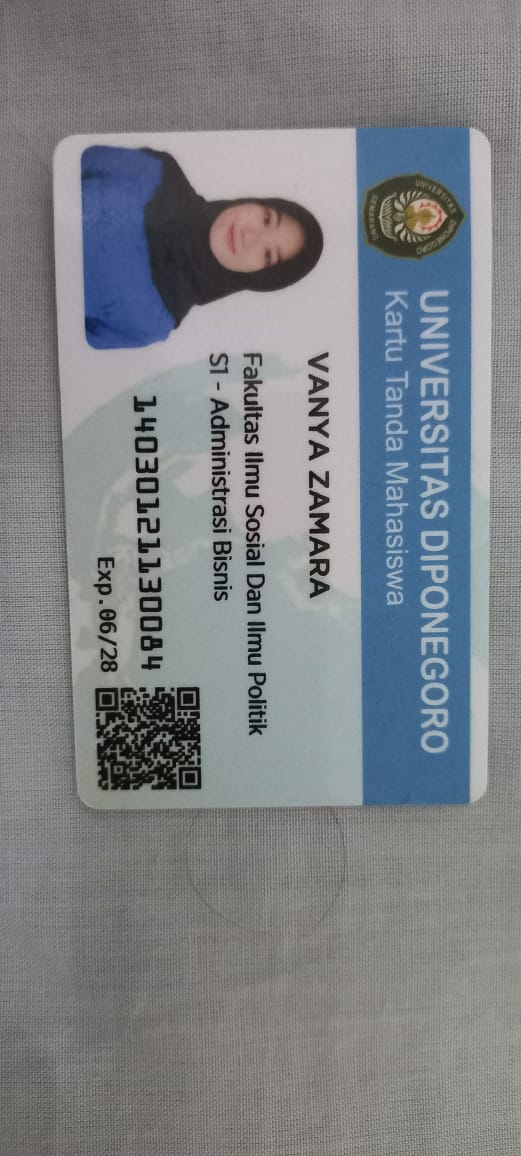 UNIVERSITAS DIPONEGORO
Kartu Tanda Mahasiswa
UNIVERSITAS DIPONEGORO
SEMARANG
VANYA ZAMARA
Fakultas Ilmu Sosial Dan Ilmu Politik
S1 - Administrasi Bisnis
14030121130084
Exp.06/28